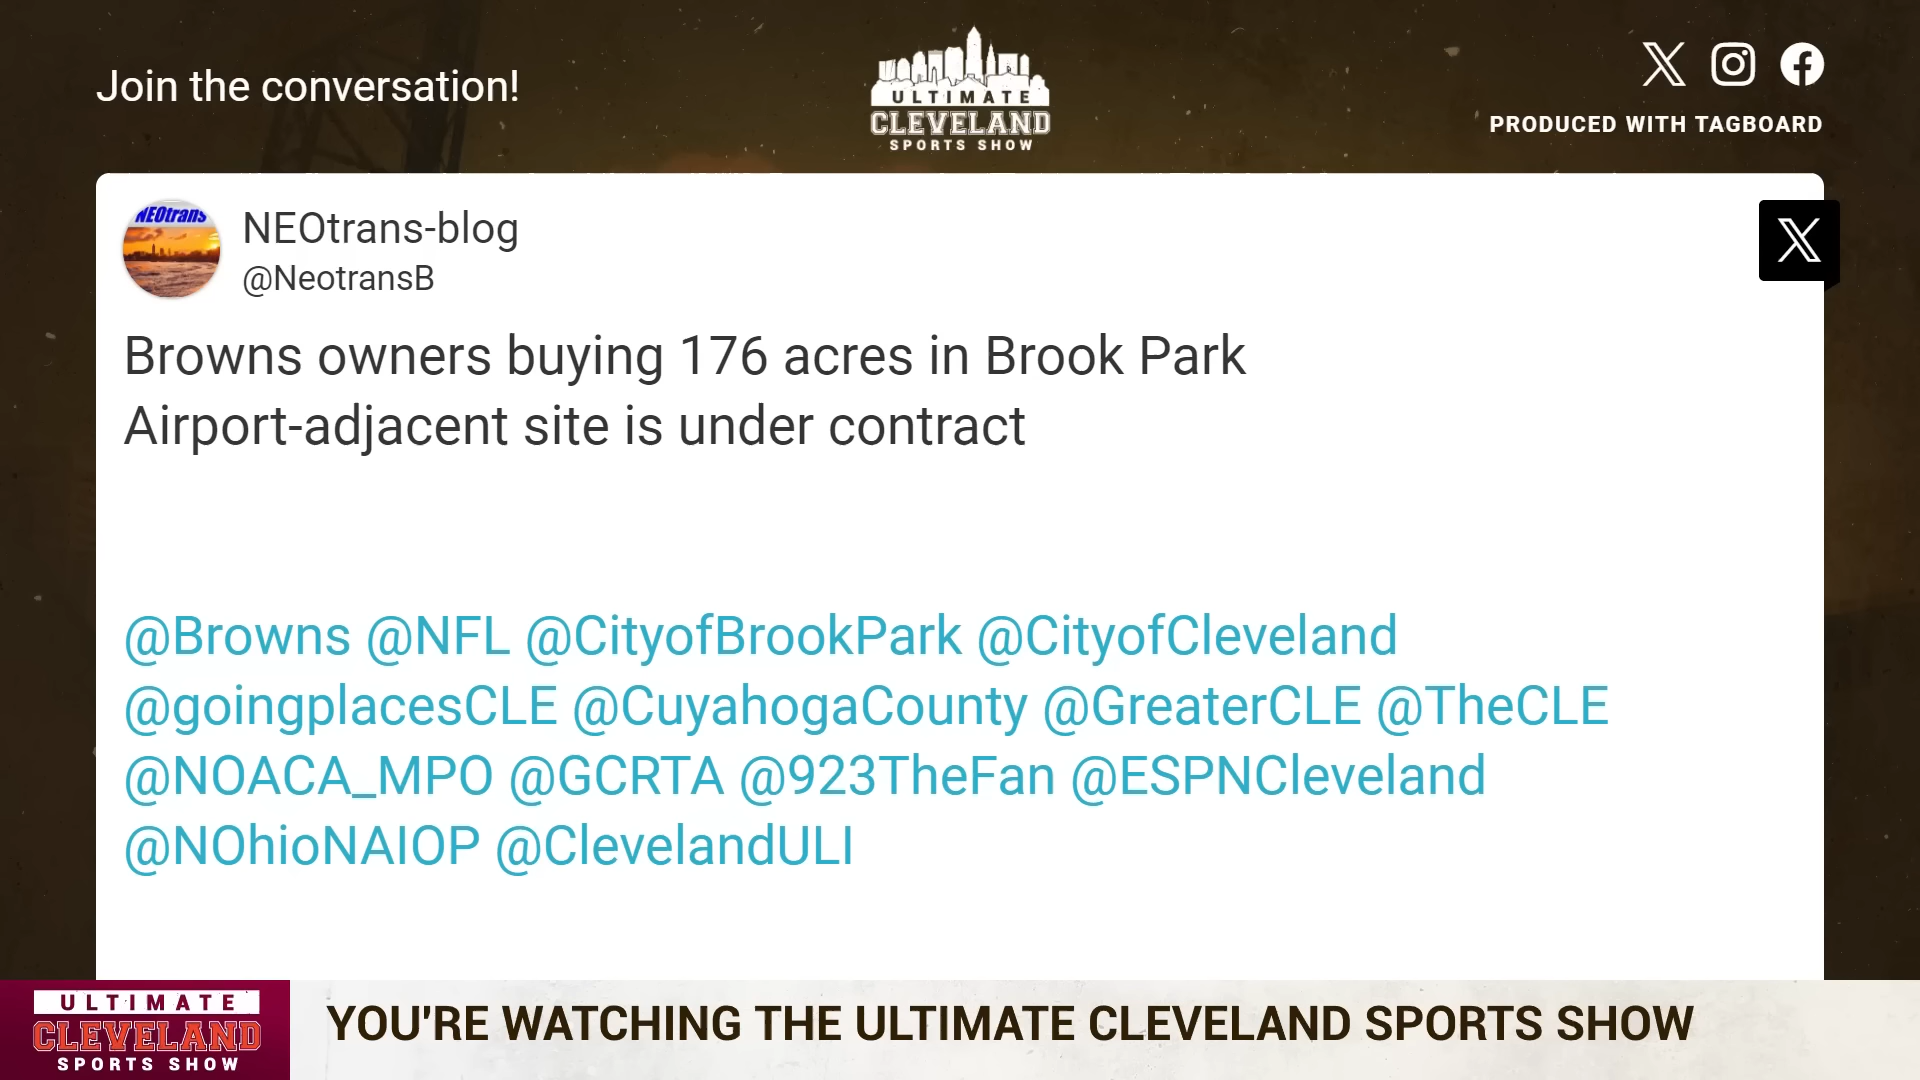 Join the conversation!
ULTIMATE
CLEVELAND
SPORTS SHOW
PRODUCED WITH TAGBOARD
NEOtrans
NEOtrans-blog
@NeotransB
Browns owners buying 176 acres in Brook Park
Airport-adjacent site is under contract
@Browns @NFL @CityofBrookPark @CityofCleveland
@goingplacesCLE @CuyahogaCounty @GreaterCLE @TheCLE
@NOACA_MPO @GCRTA @923TheFan @ESPNCleveland
@NOhioNAIOP @ClevelandULI
ULTIMATE
CLEVELAND
SPORTS SHOW
YOU'RE WATCHING THE ULTIMATE CLEVELAND SPORTS SHOW